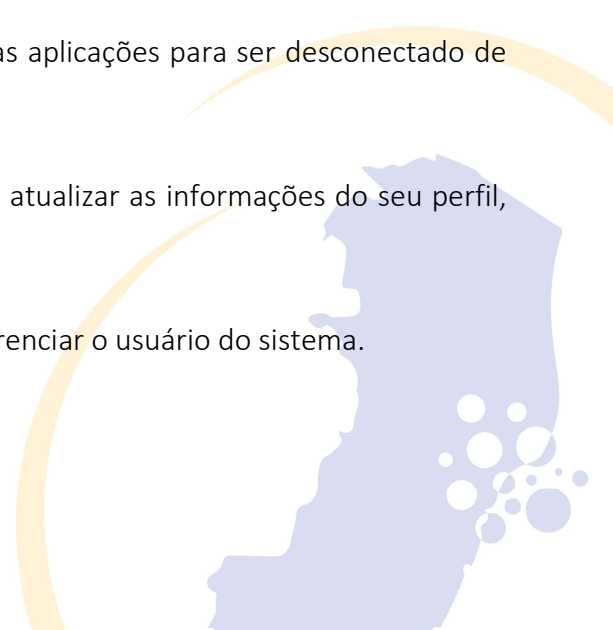 as aplicações para ser desconectado de
atualizar as informações do seu perfil,
renciar o usuário do sistema.